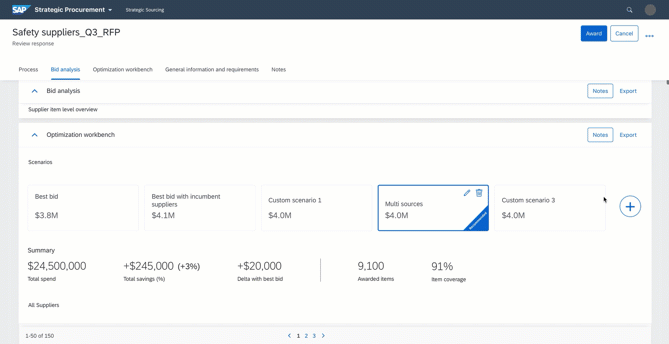 SAP Strategic Procurement Strategic Sourcing
Safety suppliers_Q3_RFP
Award Cancel
Review response
Process Bid analysis Optimization workbench General information and requirements Notes
Bid analysis Notes Export
Supplier item level overview
Optimization workbench Notes Export
Scenarios
Best bid
$3.8M
Best bid with incumbent
suppliers
$4.1M
Custom scenario 1
$4.0M
Multi sources
$4.0M
Custom scenario 3
$4.0M
Summary
$24,500,000 +$245,000 (+3%) +$20,000 9,100 91%
Total spend Total savings (%) Delta with best bid Awarded items Item coverage
All Suppliers
1-50 of 150 1 2 3